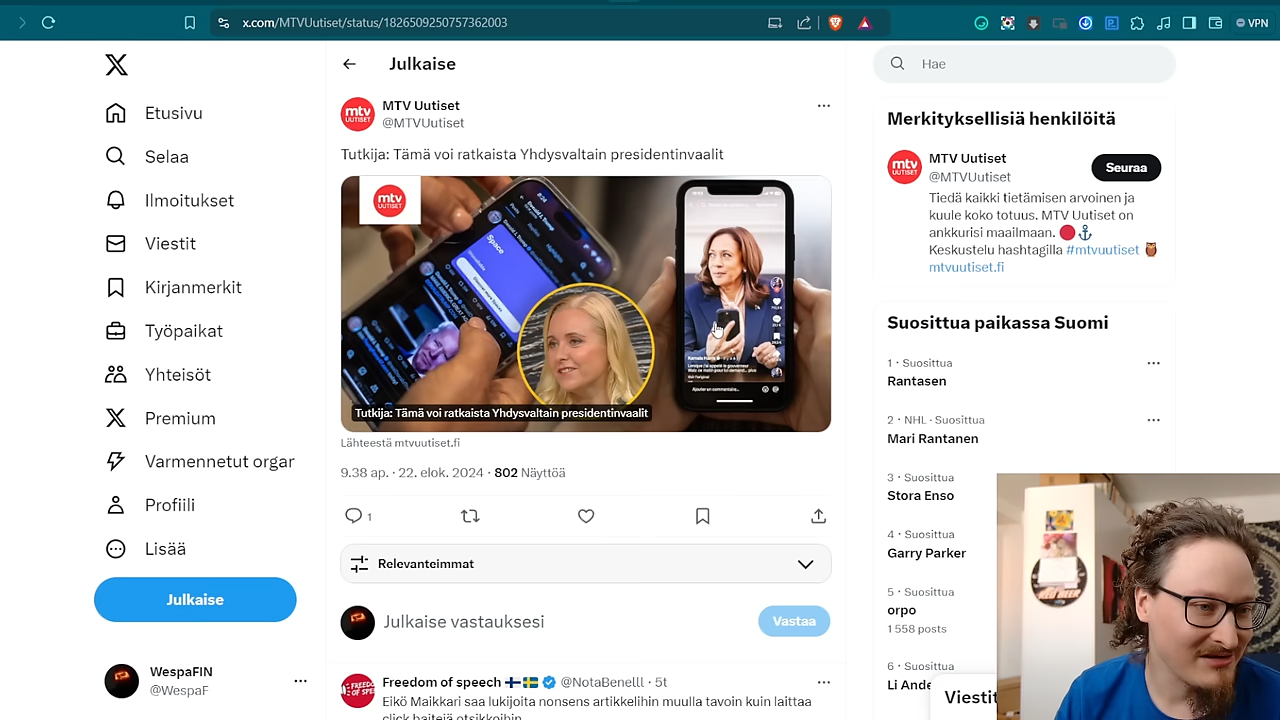 x.com/MTVUutiset/status/1826509250757362003
VPN
Etusivu
Selaa
Ilmoitukset
Viestit
Kirjanmerkit
Työpaikat
Yhteisöt
Premium
Varmennetut orgar
Profiili
Lisää
Julkaise
WespaFIN
@WespaF
Julkaise
MTV Uutiset
@MTVUutiset
Tutkija: Tämä voi ratkaista Yhdysvaltain presidentinvaalit
mtv
UUTISET
Space
Tutkija: Tämä voi ratkaista Yhdysvaltain presidentinvaalit
Lähteestä mtvuutiset.fi
9.38 ap. · 22. elok. 2024 · 802 Näyttöä
1
Relevanteimmat
Julkaise vastauksesi
Vastaa
Freedom of speech @NotaBenelll · 5t
Eikö Maikkari saa lukijoita nonsens artikkelihin muulla tavoin kuin laittaa
click baitejä otsikkoihin
Hae
Merkityksellisiä henkilöitä
MTV Uutiset
@MTVUutiset
Seuraa
Tiedä kaikki tietämisen arvoinen ja
kuule koko totuus. MTV Uutiset on
ankkurisi maailmaan.
Keskustelu hashtagilla #mtvuutiset
mtvuutiset.fi
Suosittua paikassa Suomi
1 · Suosittua
Rantasen
2 · NHL · Suosittua
Mari Rantanen
3 · Suosittua
Stora Enso
4 · Suosittua
Garry Parker
5 · Suosittua
orpo
1 558 posts
6 · Suosittua
Li Ande
Viestit